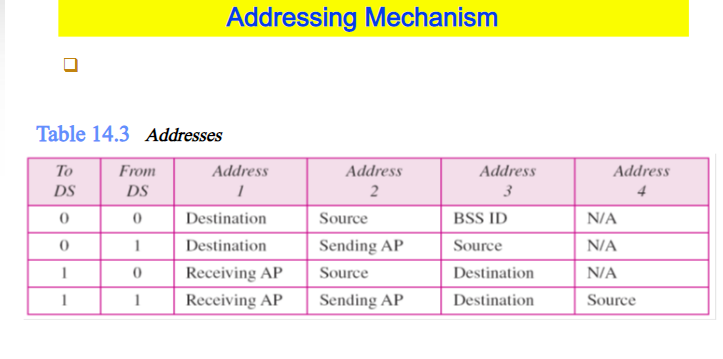 Addressing Mechanism
Table 14.3 Addresses
To DS From DS Address 1 Address 2 Address 3 Address 4
0 0 Destination Source BSS ID N/A
0 1 Destination Sending AP Source N/A
1 0 Receiving AP Source Destination N/A
1 1 Receiving AP Sending AP Destination Source